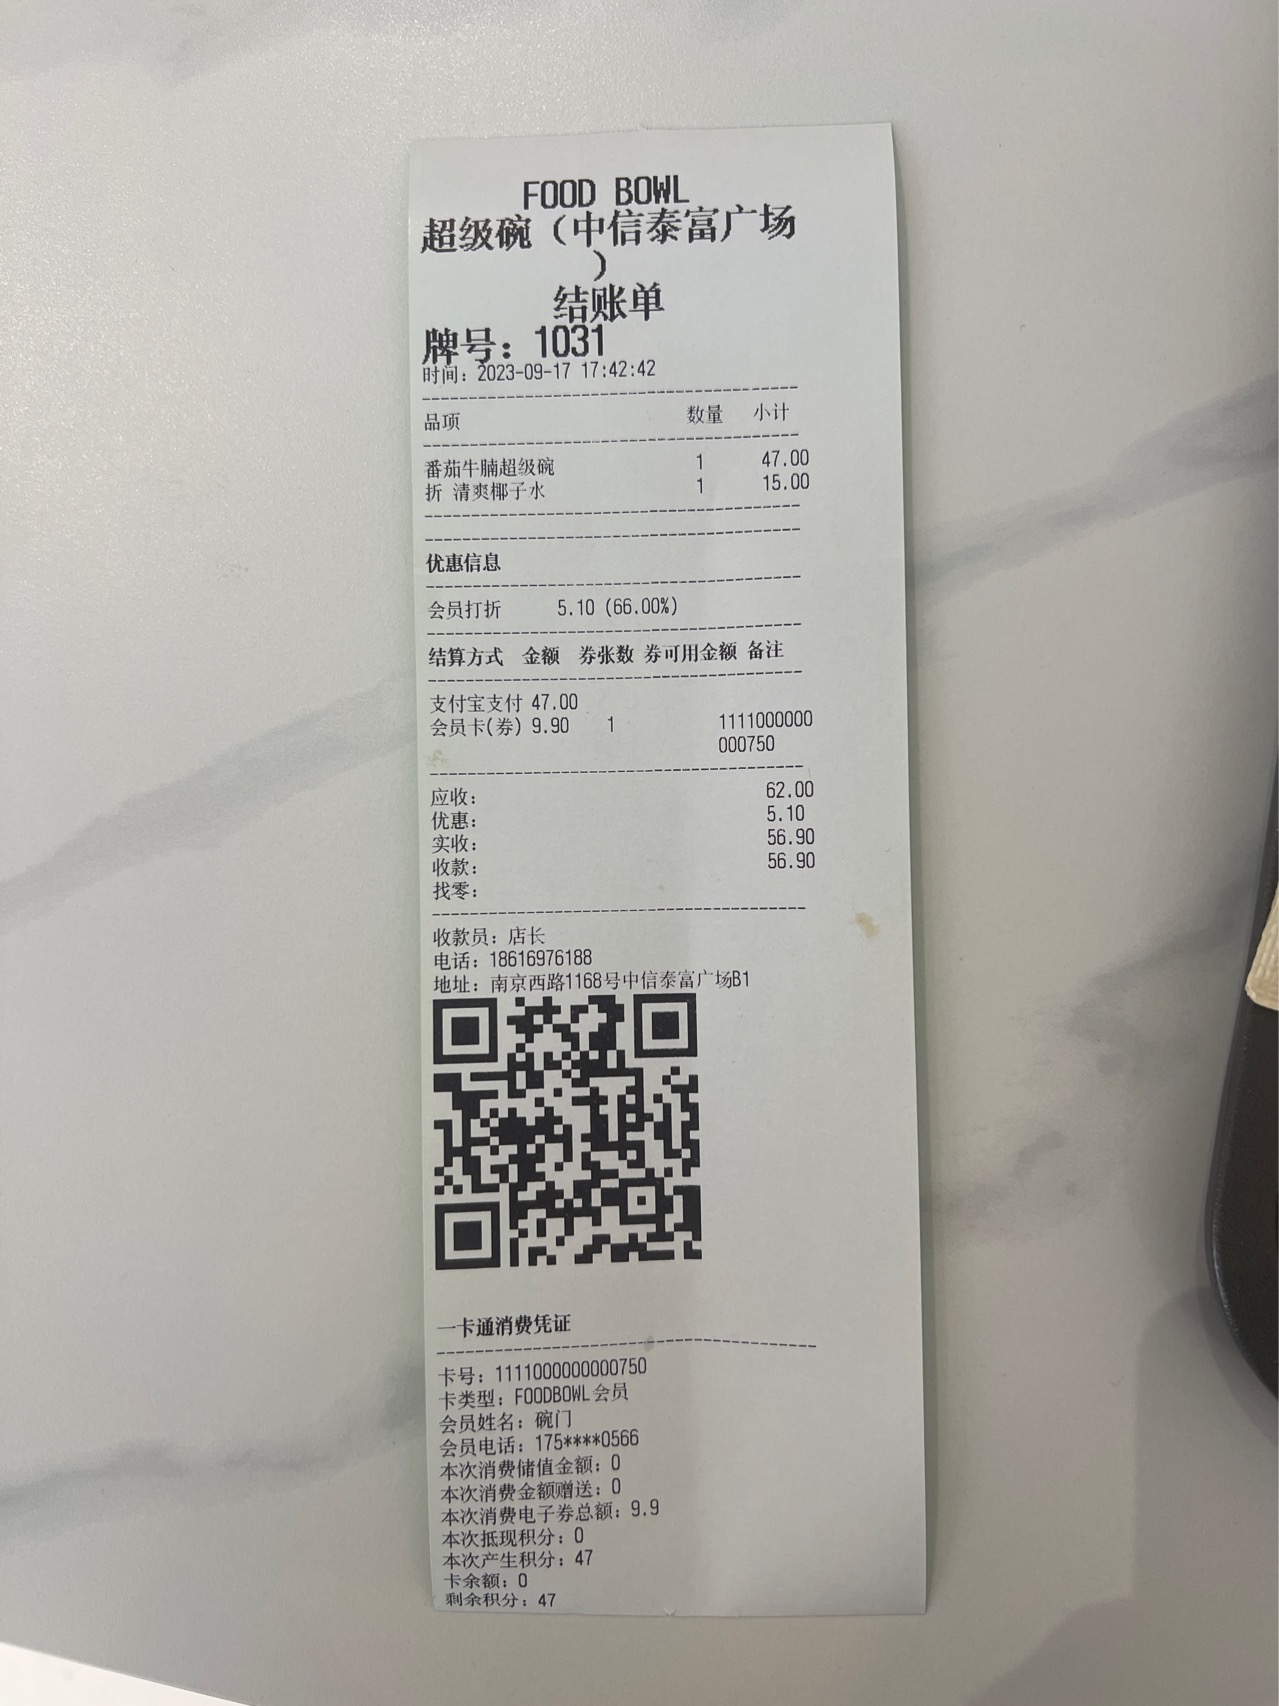 FOOD BOWL
超级碗（中信泰富广场
）
结账单
牌号：1031
时间：2023-09-17 17:42:42
品项 数量 小计
番茄牛腩超级碗 1 47.00
折 清爽椰子水 1 15.00
优惠信息
会员打折 5.10 (66.00%)
结算方式 金额 券张数 券可用金额 备注
支付宝支付 47.00
会员卡(券) 9.90 1 1111000000
000750
应收： 62.00
优惠： 5.10
实收： 56.90
收款： 56.90
找零：
收款员：店长
电话：18616976188
地址：南京西路1168号中信泰富广场B1
一卡通消费凭证
卡号：1111000000000750
卡类型：FOODBOWL会员
会员姓名：碗门
会员电话：175****0566
本次消费储值金额：0
本次消费金额赠送：0
本次消费电子券总额：9.9
本次抵现积分：0
本次产生积分：47
卡余额：0
剩余积分：47